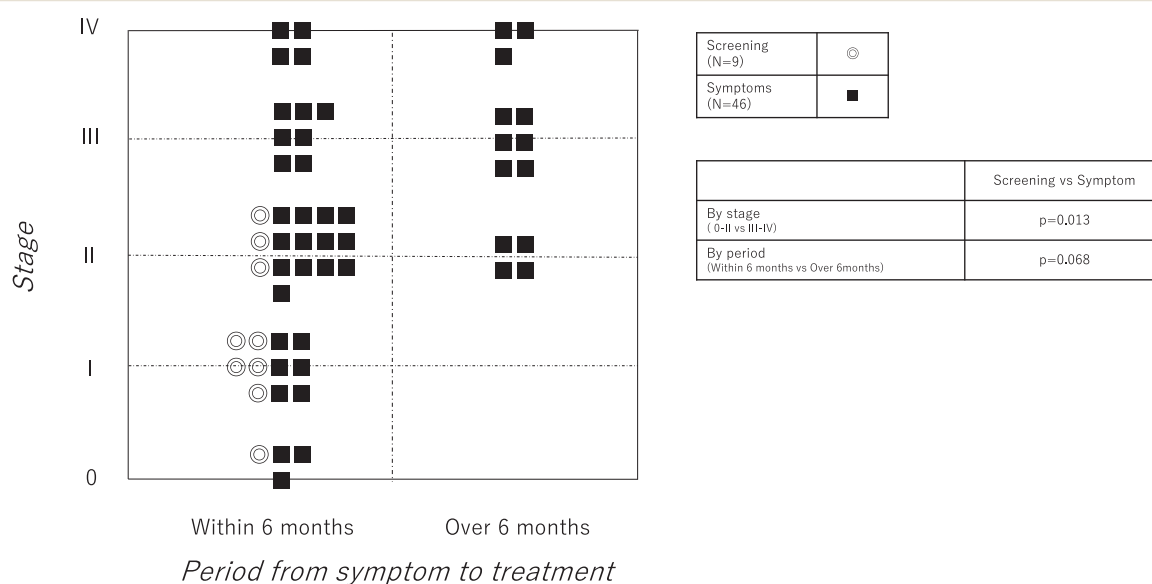 IV
III
II
I
0
Stage
Within 6 months
Over 6 months
Period from symptom to treatment
Screening
(N=9)
Symptoms
(N=46)
Screening vs Symptom
By stage
( 0-II vs III-IV)
p=0.013
By period
(Within 6 months vs Over 6months)
p=0.068